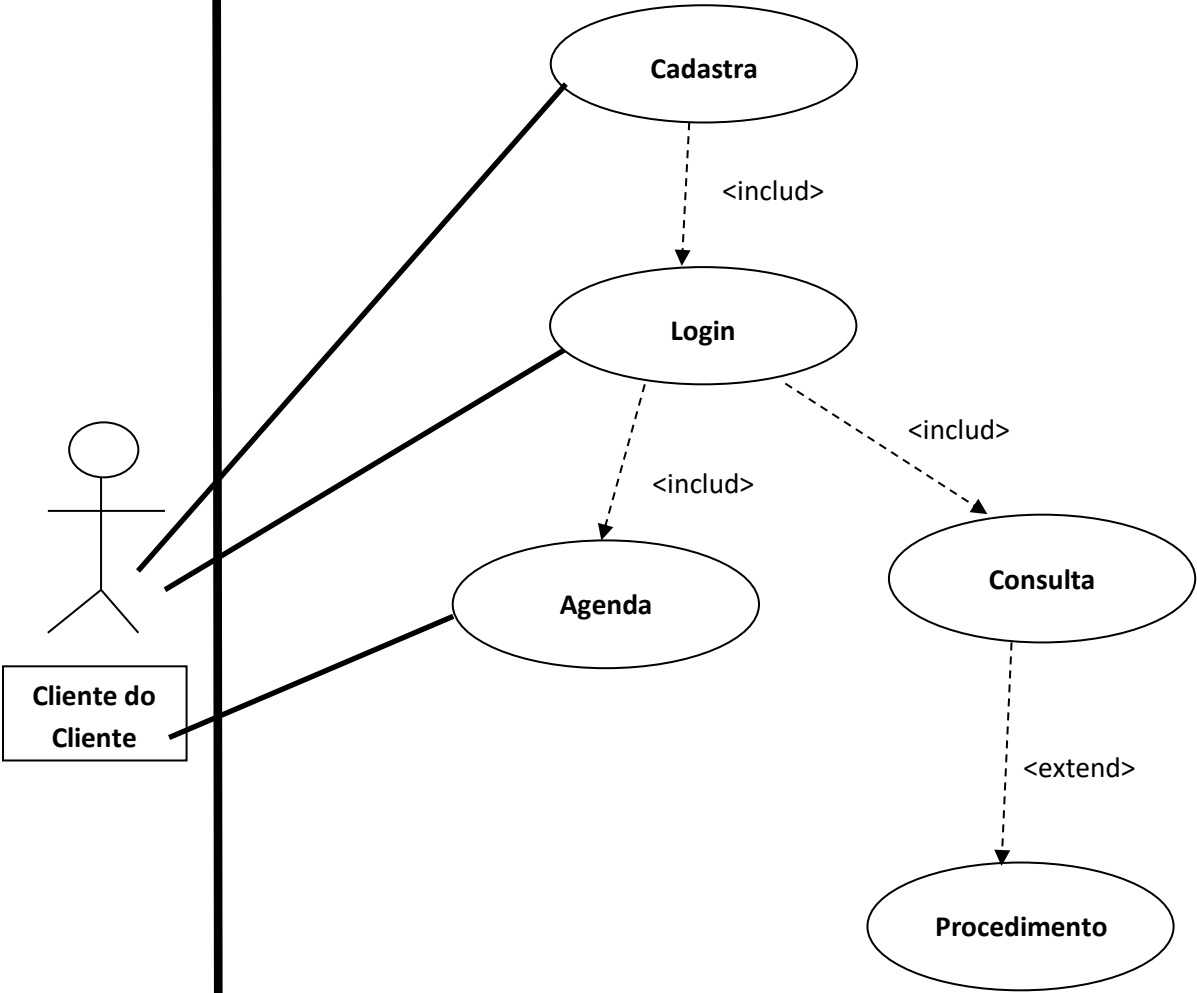 Cadastra
<includ>
Login
<includ>
<includ>
Agenda
Consulta
Cliente do
Cliente
<extend>
Procedimento